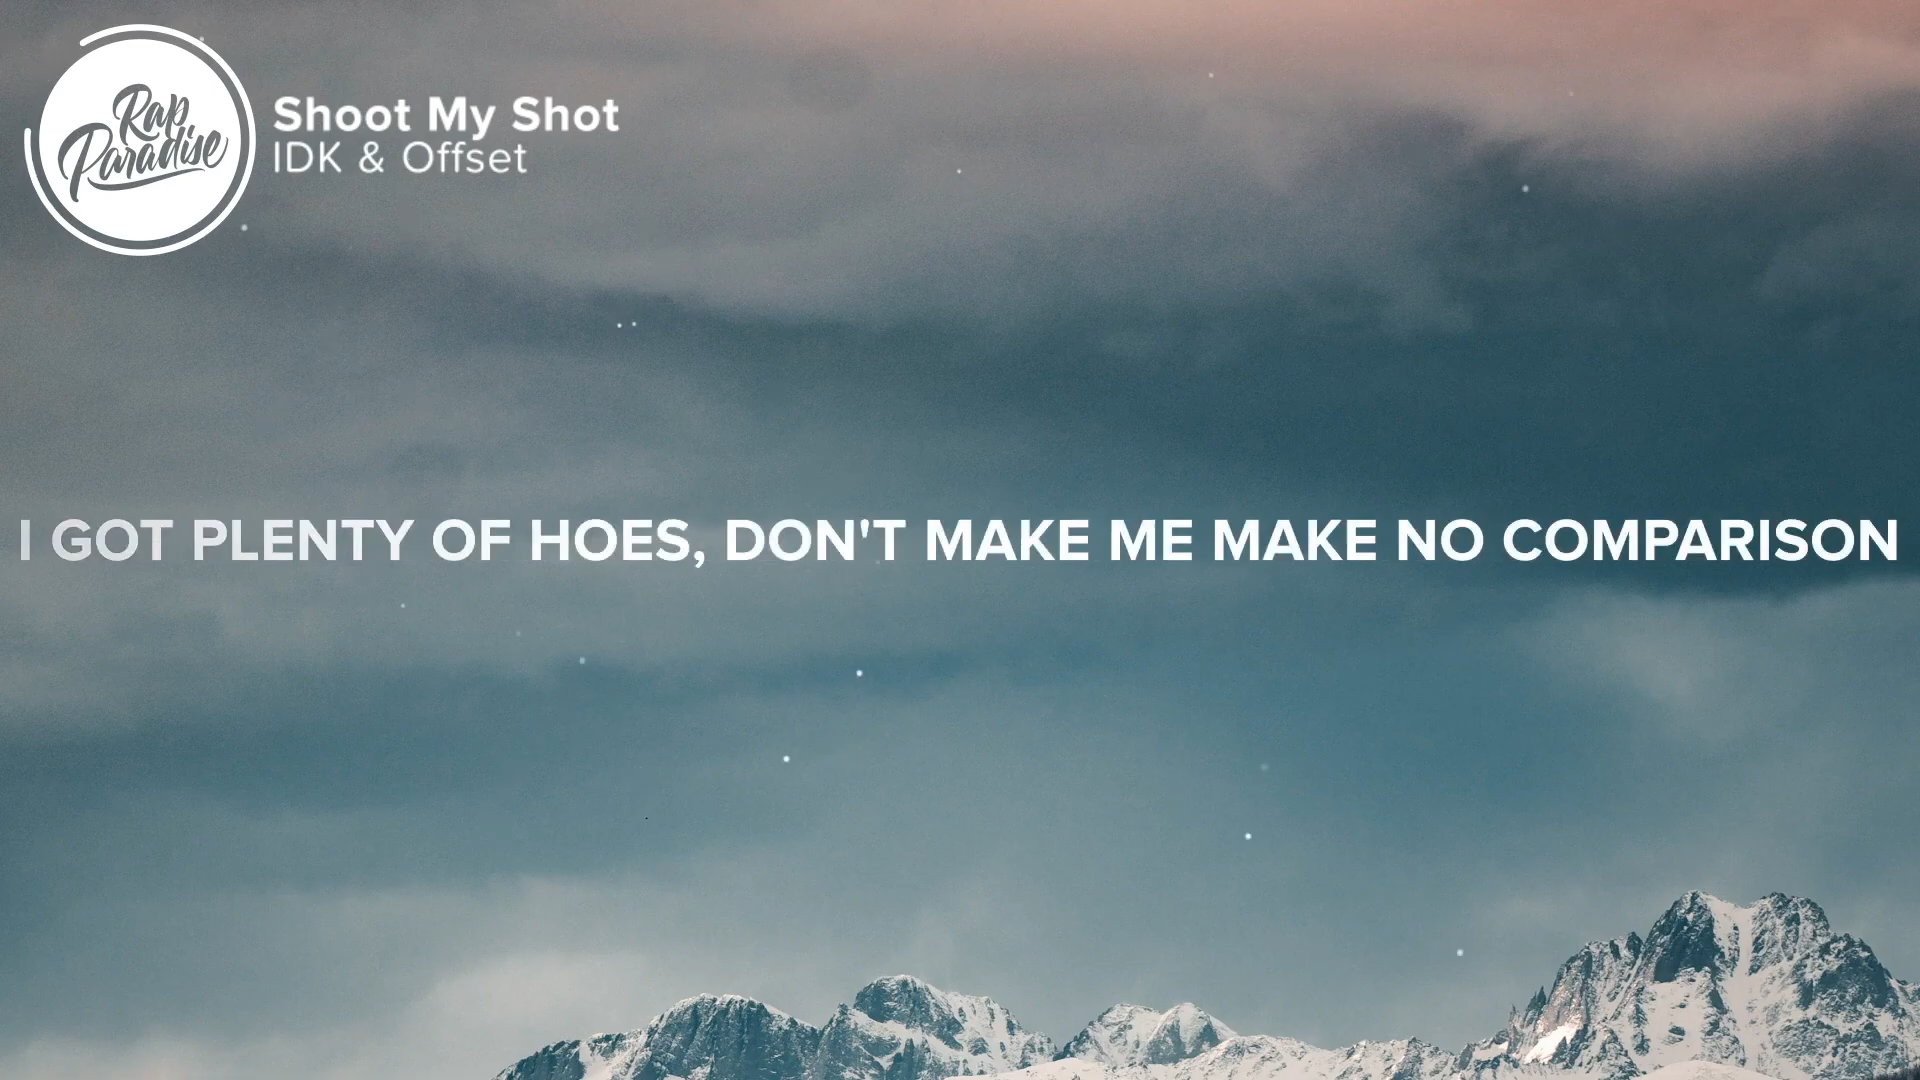 Rap
Paradise
Shoot My Shot
IDK & Offset
I GOT PLENTY OF HOES, DON'T MAKE ME MAKE NO COMPARISON